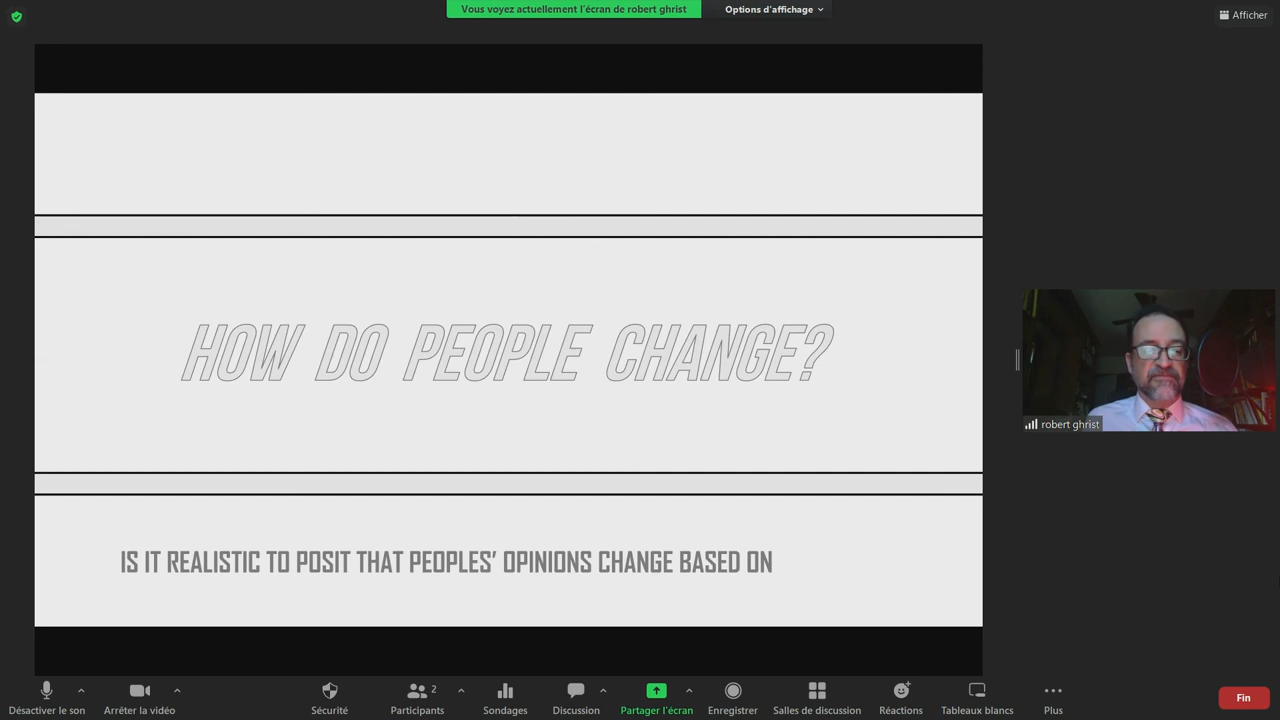 Vous voyez actuellement l'écran de robert ghrist
Options d'affichage
Afficher
HOW DO PEOPLE CHANGE?
robert ghrist
IS IT REALISTIC TO POSIT THAT PEOPLES' OPINIONS CHANGE BASED ON
Désactiver le son
Arrêter la vidéo
Sécurité
Participants
2
Sondages
Discussion
Partager l'écran
Enregistrer
Salles de discussion
Réactions
Tableaux blancs
Plus
Fin